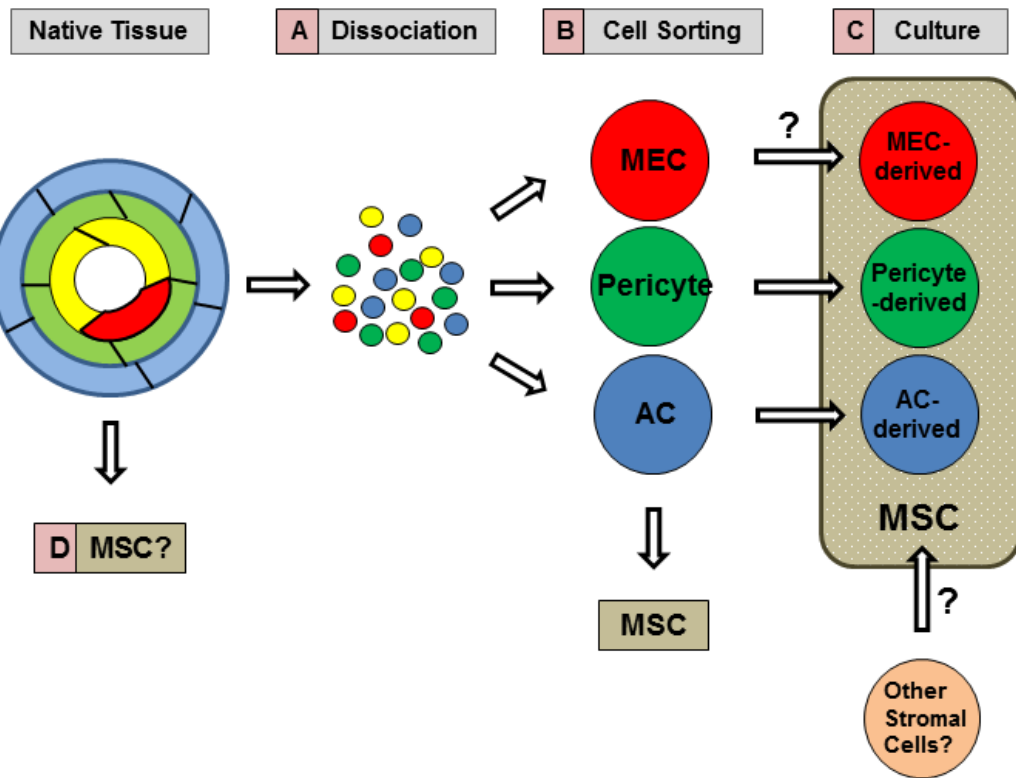 Native Tissue
A Dissociation
B Cell Sorting
C Culture
MEC
?
MEC-
derived
Pericyte
Pericyte
-derived
AC
AC-
derived
MSC
D MSC?
MSC
?
Other
Stromal
Cells?